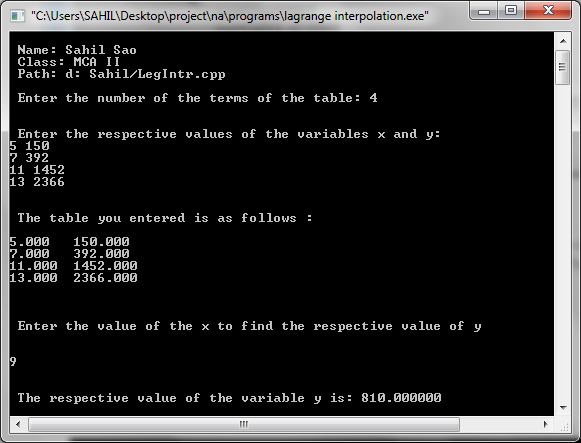 "C:\Users\SAHIL\Desktop\project\na\programs\lagrange interpolation.exe"
Name: Sahil Sao
Class: MCA II
Path: d: Sahil/LegIntr.cpp
Enter the number of the terms of the table: 4
Enter the respective values of the variables x and y:
5 150
7 392
11 1452
13 2366
The table you entered is as follows :
5.000 150.000
7.000 392.000
11.000 1452.000
13.000 2366.000
Enter the value of the x to find the respective value of y
9
The respective value of the variable y is: 810.000000